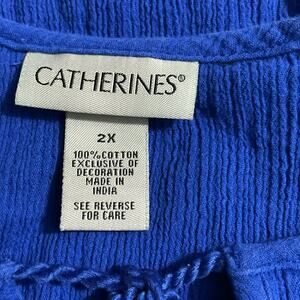 CATHERINES®
2X
100% COTTON
EXCLUSIVE OF
DECORATION
MADE IN
INDIA
SEE REVERSE
FOR CARE